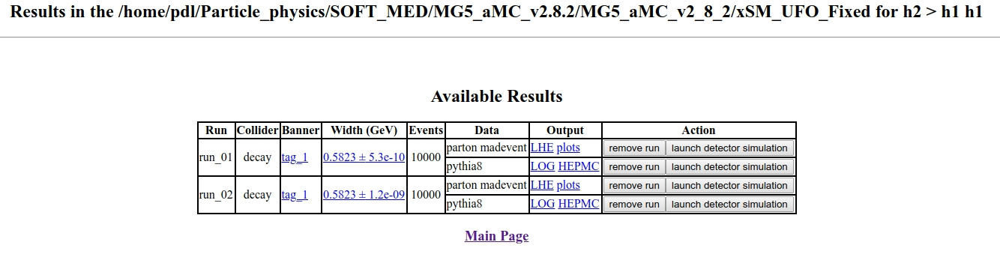 Results in the /home/pdl/Particle_physics/SOFT_MED/MG5_aMC_v2.8.2/MG5_aMC_v2_8_2/xSM_UFO_Fixed for h2 > h1 h1
Available Results
Run Collider Banner Width (GeV) Events Data Output Action
run_01 decay tag_1 0.5823 ± 5.3e-10 10000 parton madevent LHE plots remove run launch detector simulation
pythia8 LOG HEPMC remove run launch detector simulation
run_02 decay tag_1 0.5823 ± 1.2e-09 10000 parton madevent LHE plots remove run launch detector simulation
pythia8 LOG HEPMC remove run launch detector simulation
Main Page